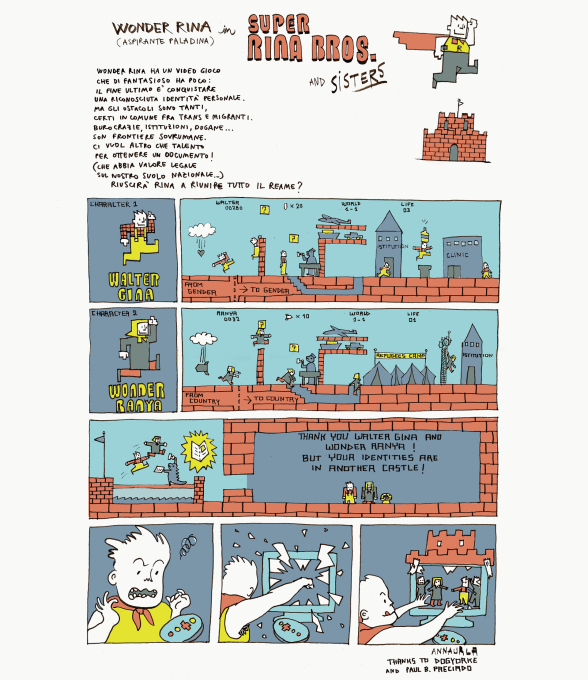 WONDER RINA in
(ASPIRANTE PALADINA)
SUPER
RINA BROS.
AND SISTERS
R
WONDER RINA HA UN VIDEO GIOCO
CHE DI FANTASIOSO HA POCO:
IL FINE ULTIMO E' CONQUISTARE
UNA RICONOSCIUTA IDENTITÀ PERSONALE.
MA GLI OSTACOLI SONO TANTI,
CERTI IN COMUNE FRA TRANS E MIGRANTI.
BUROCRAZIE, ISTITUZIONI, DOGANE...
SON FRONTIERE SOVRUMANE.
CI VUOL ALTRO CHE TALENTO
PER OTTENERE UN DOCUMENTO!
(CHE ABBIA VALORE LEGALE
SUL NOSTRO SUOLO NAZIONALE...)
RIUSCIRÀ RINA A RIUNIRE TUTTO IL REAME?
CHARACTER 1
WALTER
GINA
WALTER
00280
× 20
WORLD
1-1
LIFE
03
?
?
STITUTION
CLINIC
FROM
GENDER
→ TO GENDER
CHARACTER 2
WONDER
RANYA
RANYA
0032
× 10
WORLD
2-1
LIFE
01
?
?
REFUGEES CAMP
STITUTION
FROM
COUNTRY
→ TO COUNTRY
THANK YOU WALTER GINA AND
WONDER RANYA!
BUT YOUR IDENTITIES ARE
IN ANOTHER CASTLE!
ANNAURLA
THANKS TO DOGYORKE
AND PAUL B. PRECIADO